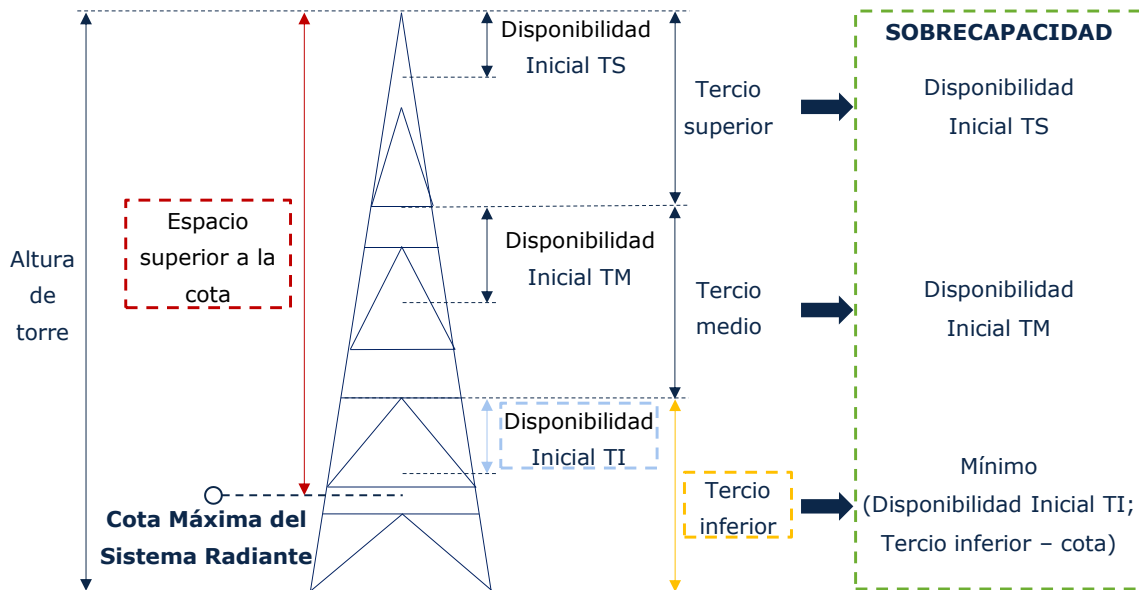 Altura
de
torre
Espacio
superior a la
cota
Cota Máxima del
Sistema Radiante
Disponibilidad
Inicial TS
Disponibilidad
Inicial TM
Disponibilidad
Inicial TI
Tercio
superior
Tercio
medio
Tercio
inferior
SOBRECAPACIDAD
Disponibilidad
Inicial TS
Disponibilidad
Inicial TM
Mínimo
(Disponibilidad Inicial TI;
Tercio inferior – cota)